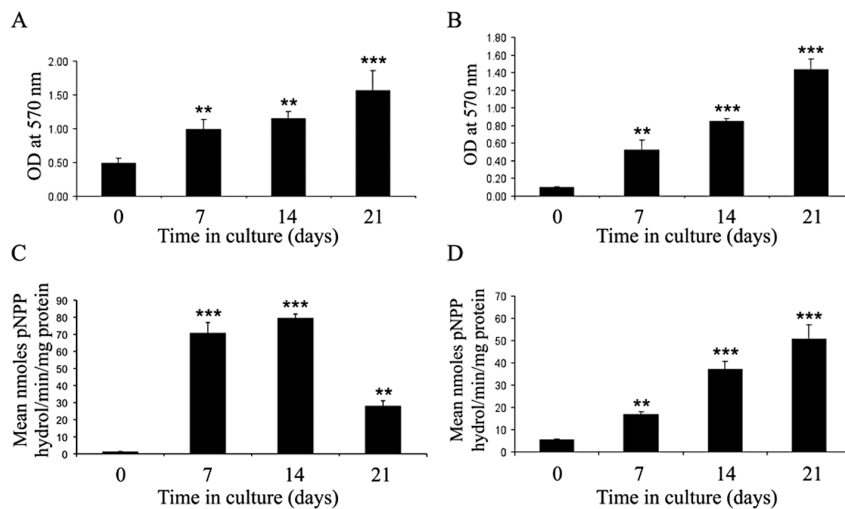 A
OD at 570 nm
2.00
1.50
1.00
0.50
0.00
**
**
***
0 7 14 21
Time in culture (days)
B
OD at 570 nm
1.80
1.60
1.40
1.20
1.00
0.80
0.60
0.40
0.20
0.00
**
***
***
0 7 14 21
Time in culture (days)
C
Mean nmoles pNPP
hydrol/min/mg protein
90
80
70
60
50
40
30
20
10
0
***
***
**
0 7 14 21
Time in culture (days)
D
Mean nmoles pNPP
hydrol/min/mg protein
70
60
50
40
30
20
10
0
**
***
***
0 7 14 21
Time in culture (days)